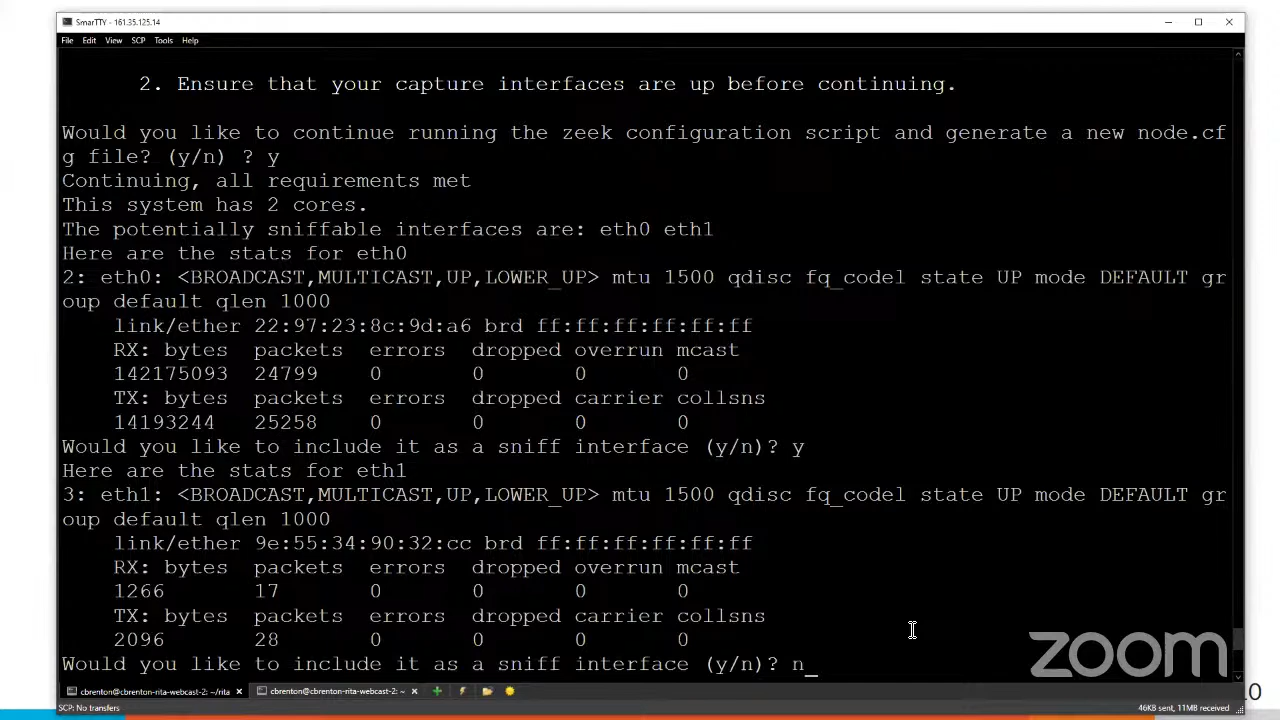 SmarTTY - 161.35.125.14
File Edit View SCP Tools Help
2. Ensure that your capture interfaces are up before continuing.
Would you like to continue running the zeek configuration script and generate a new node.cf
g file? (y/n) ? y
Continuing, all requirements met
This system has 2 cores.
The potentially sniffable interfaces are: eth0 eth1
Here are the stats for eth0
2: eth0: <BROADCAST,MULTICAST,UP,LOWER_UP> mtu 1500 qdisc fq_codel state UP mode DEFAULT gr
oup default qlen 1000
link/ether 22:97:23:8c:9d:a6 brd ff:ff:ff:ff:ff:ff
RX: bytes packets errors dropped overrun mcast
142175093 24799 0 0 0 0
TX: bytes packets errors dropped carrier collsns
14193244 25258 0 0 0 0
Would you like to include it as a sniff interface (y/n)? y
Here are the stats for eth1
3: eth1: <BROADCAST,MULTICAST,UP,LOWER_UP> mtu 1500 qdisc fq_codel state UP mode DEFAULT gr
oup default qlen 1000
link/ether 9e:55:34:90:32:cc brd ff:ff:ff:ff:ff:ff
RX: bytes packets errors dropped overrun mcast
1266 17 0 0 0 0
TX: bytes packets errors dropped carrier collsns
2096 28 0 0 0 0
Would you like to include it as a sniff interface (y/n)? n_
zoom
cbrenton@cbrenton-rita-webcast-2: ~/rita cbrenton@cbrenton-rita-webcast-2: ~
SCP: No transfers 46KB sent, 11MB received